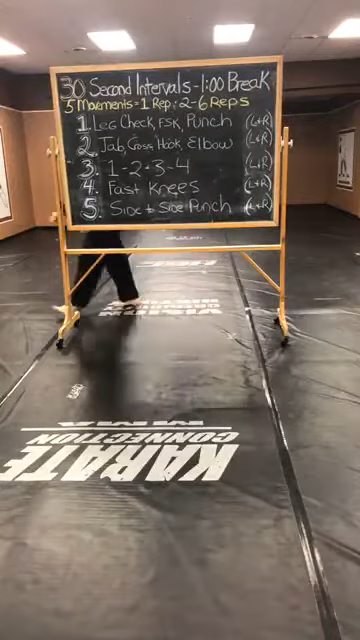 30 Second Intervals - 1:00 Break
5 Movements = 1 Rep : 2-6 Reps
1. Leg Check, FSK, Punch (L+R)
2. Jab, Cross, Hook, Elbow (L+R)
3. 1-2-3-4 (L+R)
4. Fast Knees (L+R)
5. Side to Side Punch (L+R)
KARATE
CONNECTION
MMA